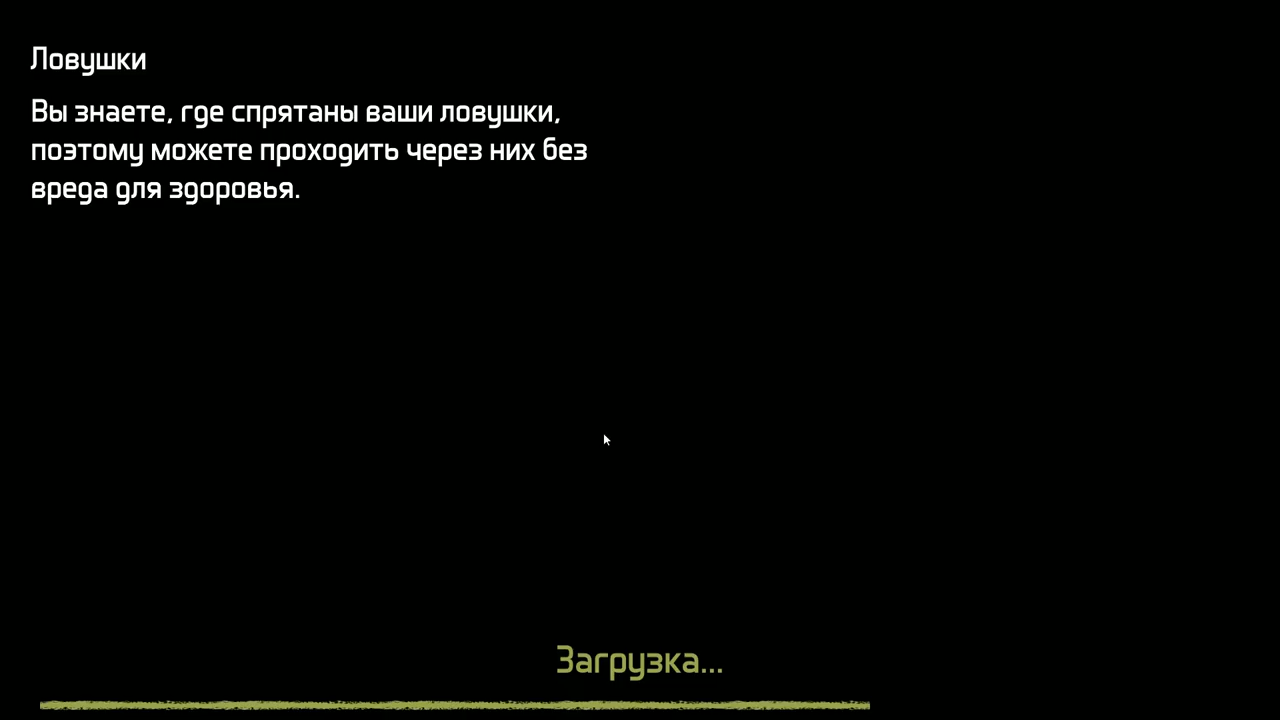 Ловушки
Вы знаете, где спрятаны ваши ловушки,
поэтому можете проходить через них без
вреда для здоровья.
Загрузка...